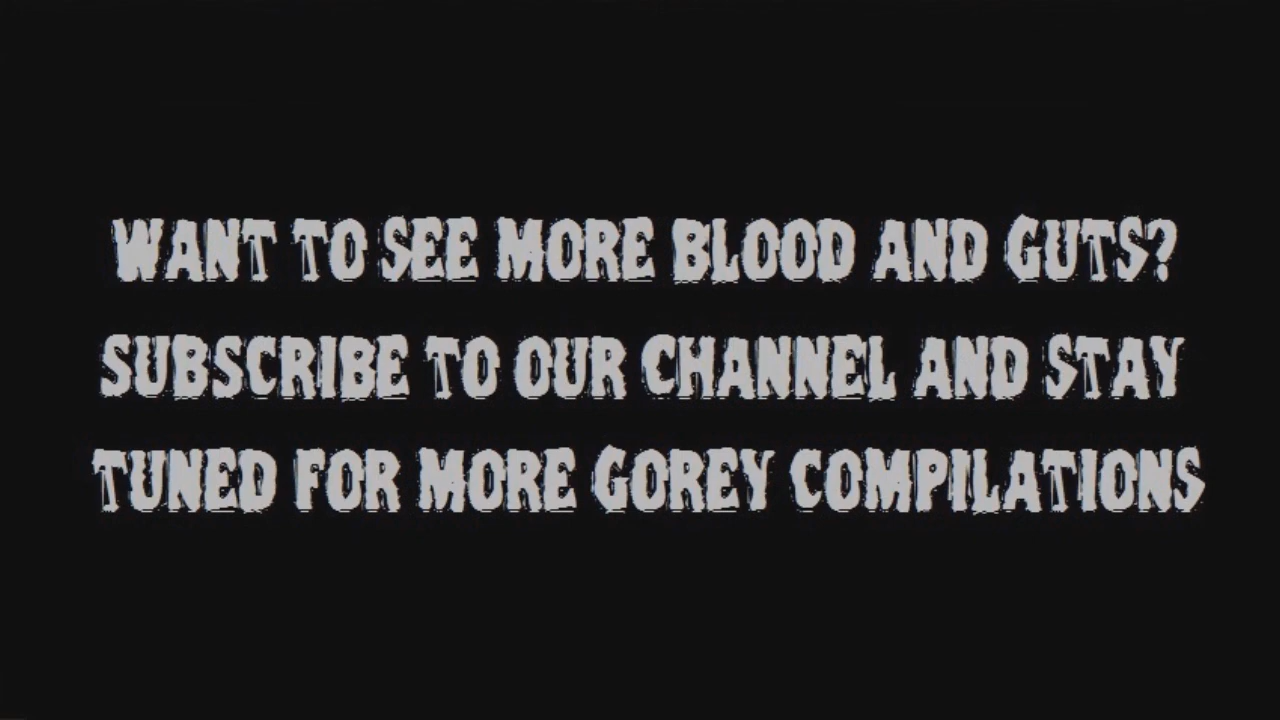 WANT TO SEE MORE BLOOD AND GUTS?
SUBSCRIBE TO OUR CHANNEL AND STAY
TUNED FOR MORE GOREY COMPILATIONS